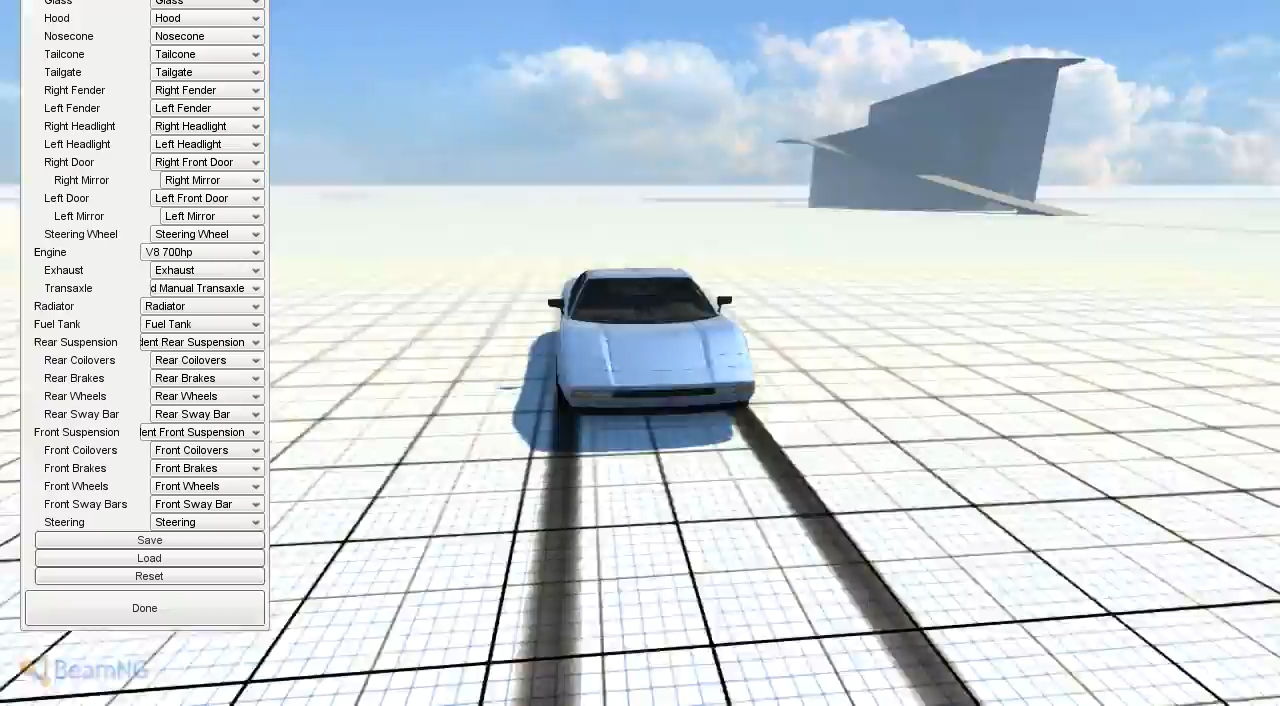 Glass Glass
Hood Hood
Nosecone Nosecone
Tailcone Tailcone
Tailgate Tailgate
Right Fender Right Fender
Left Fender Left Fender
Right Headlight Right Headlight
Left Headlight Left Headlight
Right Door Right Front Door
Right Mirror Right Mirror
Left Door Left Front Door
Left Mirror Left Mirror
Steering Wheel Steering Wheel
Engine V8 700hp
Exhaust Exhaust
Transaxle d Manual Transaxle
Radiator Radiator
Fuel Tank Fuel Tank
Rear Suspension dent Rear Suspension
Rear Coilovers Rear Coilovers
Rear Brakes Rear Brakes
Rear Wheels Rear Wheels
Rear Sway Bar Rear Sway Bar
Front Suspension dent Front Suspension
Front Coilovers Front Coilovers
Front Brakes Front Brakes
Front Wheels Front Wheels
Front Sway Bars Front Sway Bar
Steering Steering
Save
Load
Reset
Done
BeamNG